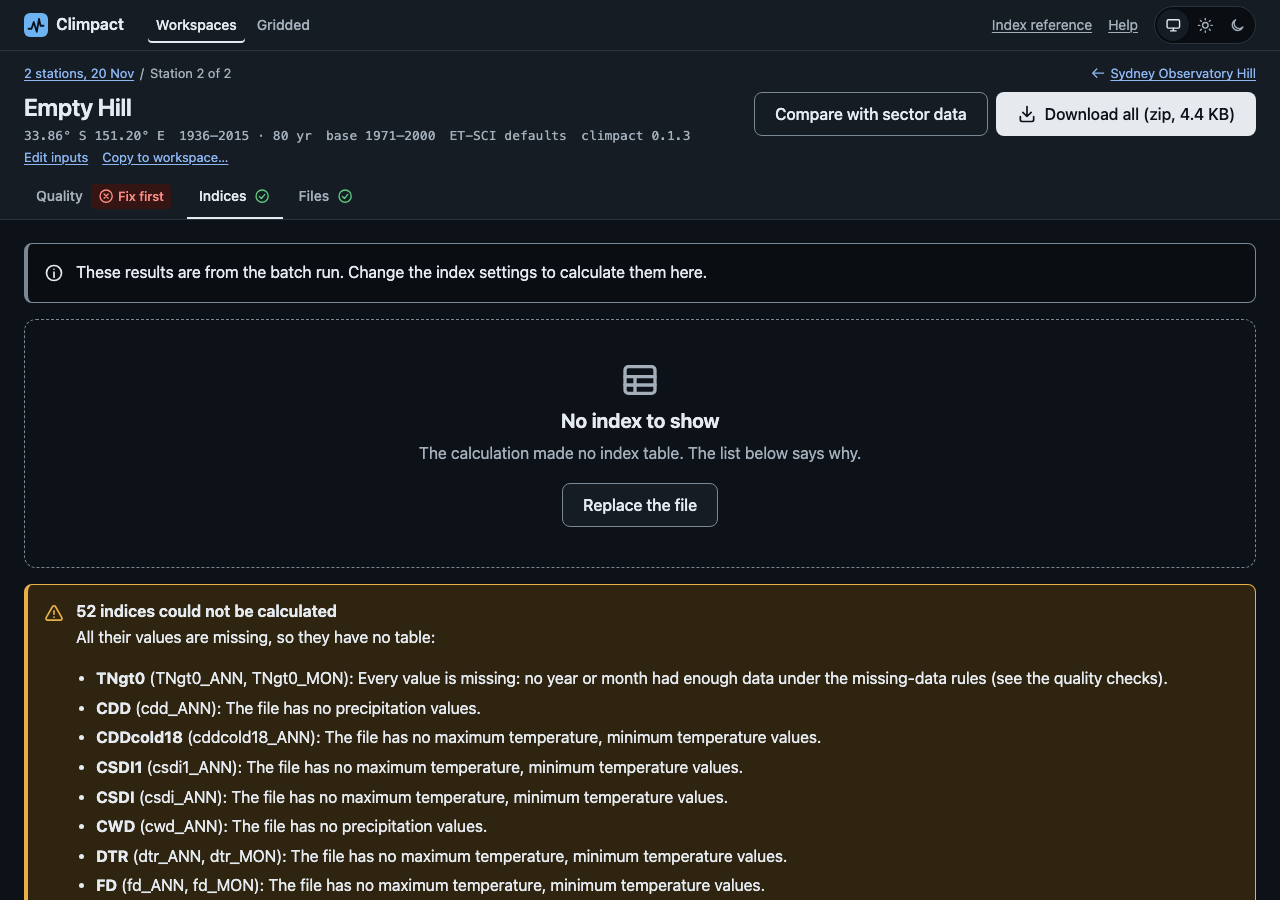 Climpact
Workspaces
Gridded
Index reference
Help
2 stations, 20 Nov / Station 2 of 2
← Sydney Observatory Hill
Empty Hill
33.86° S 151.20° E 1936–2015 · 80 yr base 1971–2000 ET-SCI defaults climpact 0.1.3
Edit inputs
Copy to workspace…
Compare with sector data
Download all (zip, 4.4 KB)
Quality
Fix first
Indices
Files
These results are from the batch run. Change the index settings to calculate them here.
No index to show
The calculation made no index table. The list below says why.
Replace the file
52 indices could not be calculated
All their values are missing, so they have no table:
• TNgt0 (TNgt0_ANN, TNgt0_MON): Every value is missing: no year or month had enough data under the missing-data rules (see the quality checks).
• CDD (cdd_ANN): The file has no precipitation values.
• CDDcold18 (cddcold18_ANN): The file has no maximum temperature, minimum temperature values.
• CSDI1 (csdi1_ANN): The file has no maximum temperature, minimum temperature values.
• CSDI (csdi_ANN): The file has no maximum temperature, minimum temperature values.
• CWD (cwd_ANN): The file has no precipitation values.
• DTR (dtr_ANN, dtr_MON): The file has no maximum temperature, minimum temperature values.
• FD (fd_ANN, fd_MON): The file has no maximum temperature, minimum temperature values.